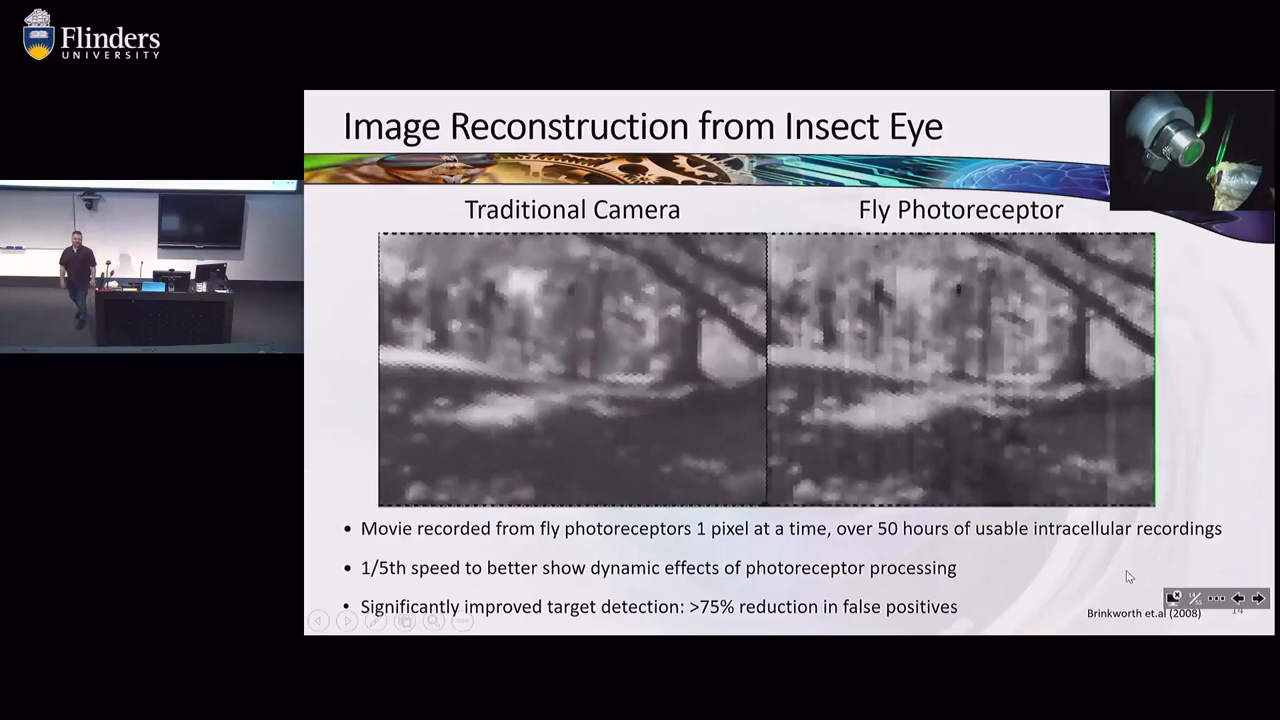 Flinders
UNIVERSITY
Image Reconstruction from Insect Eye
Traditional Camera
Fly Photoreceptor
• Movie recorded from fly photoreceptors 1 pixel at a time, over 50 hours of usable intracellular recordings
• 1/5th speed to better show dynamic effects of photoreceptor processing
• Significantly improved target detection: >75% reduction in false positives
Brinkworth et.al (2008)
14